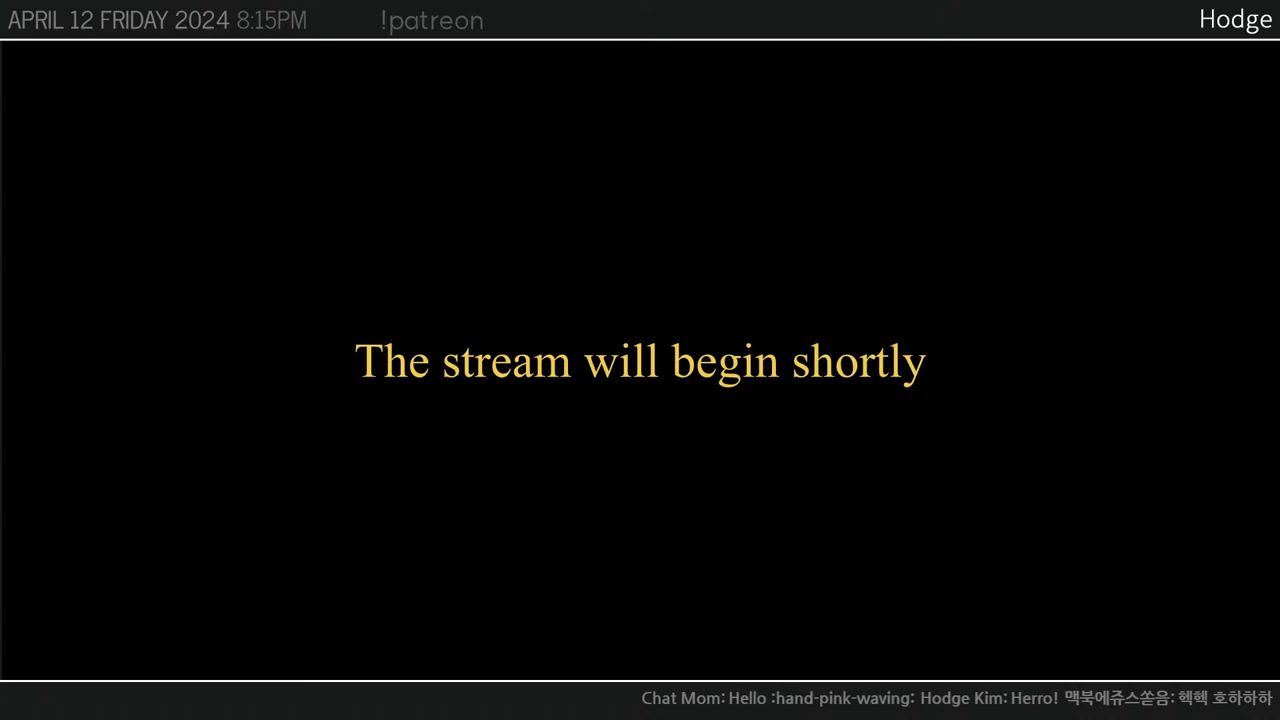 APRIL 12 FRIDAY 2024 8:15PM !patreon Hodge
The stream will begin shortly
Chat Mom: Hello :hand-pink-waving: Hodge Kim: Herro! 맥북에쥬스쏟음: 헥헥 호하하하